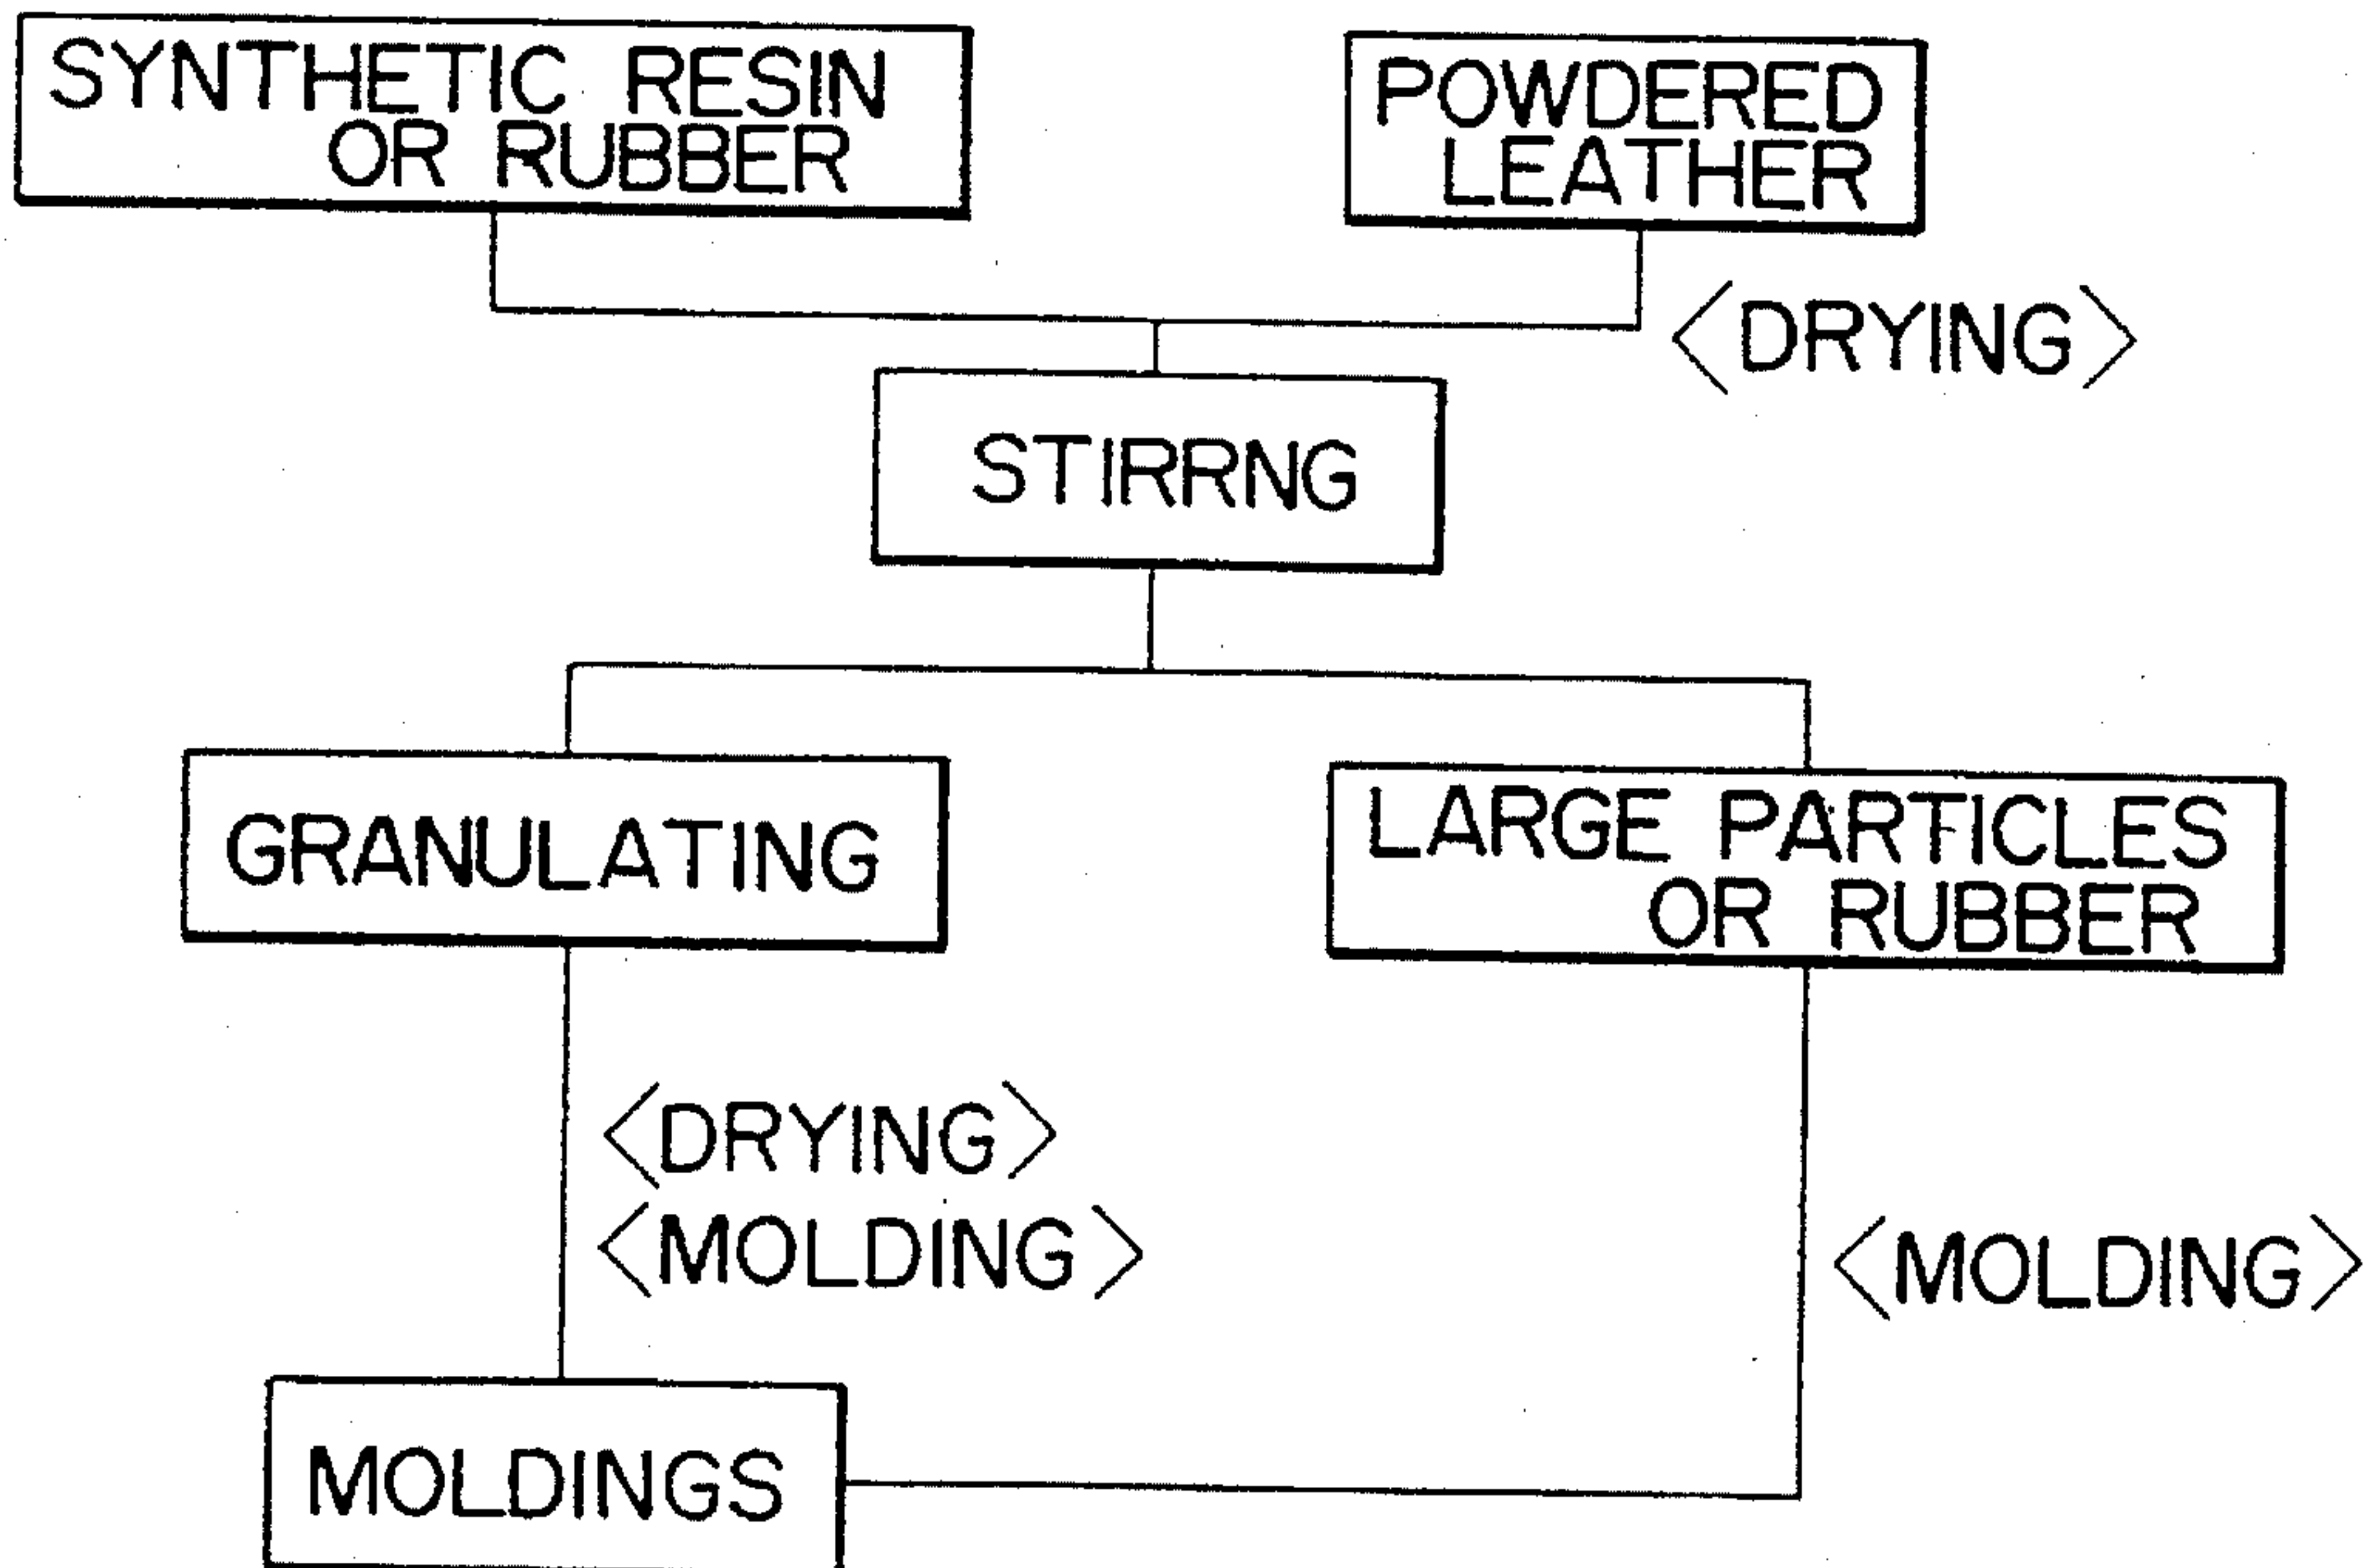 SYNTHETIC RESIN
OR RUBBER
POWDERED
LEATHER
<DRYING>
STIRRNG
GRANULATING
LARGE PARTICLES
OR RUBBER
<DRYING>
<MOLDING>
<MOLDING>
MOLDINGS